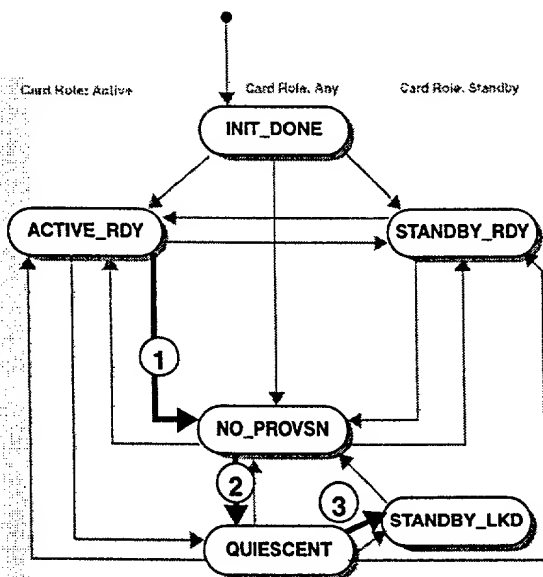 Card Role: Active
Card Role: Any
Card Role: Standby
INIT_DONE
ACTIVE_RDY
STANDBY_RDY
1
NO_PROVSN
2
3
STANDBY_LKD
QUIESCENT